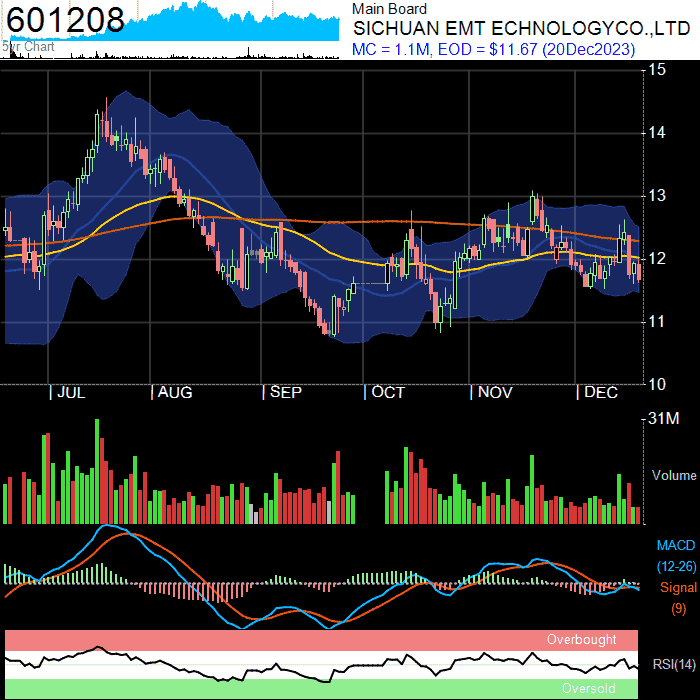 601208
5yr Chart
Main Board
SICHUAN EMT ECHNOLOGYCO.,LTD
MC = 1.1M, EOD = $11.67 (20Dec2023)
15
14
13
12
11
10
| JUL | AUG | SEP | OCT | NOV | DEC
31M
Volume
MACD
(12-26)
Signal
(9)
Overbought
RSI(14)
Oversold